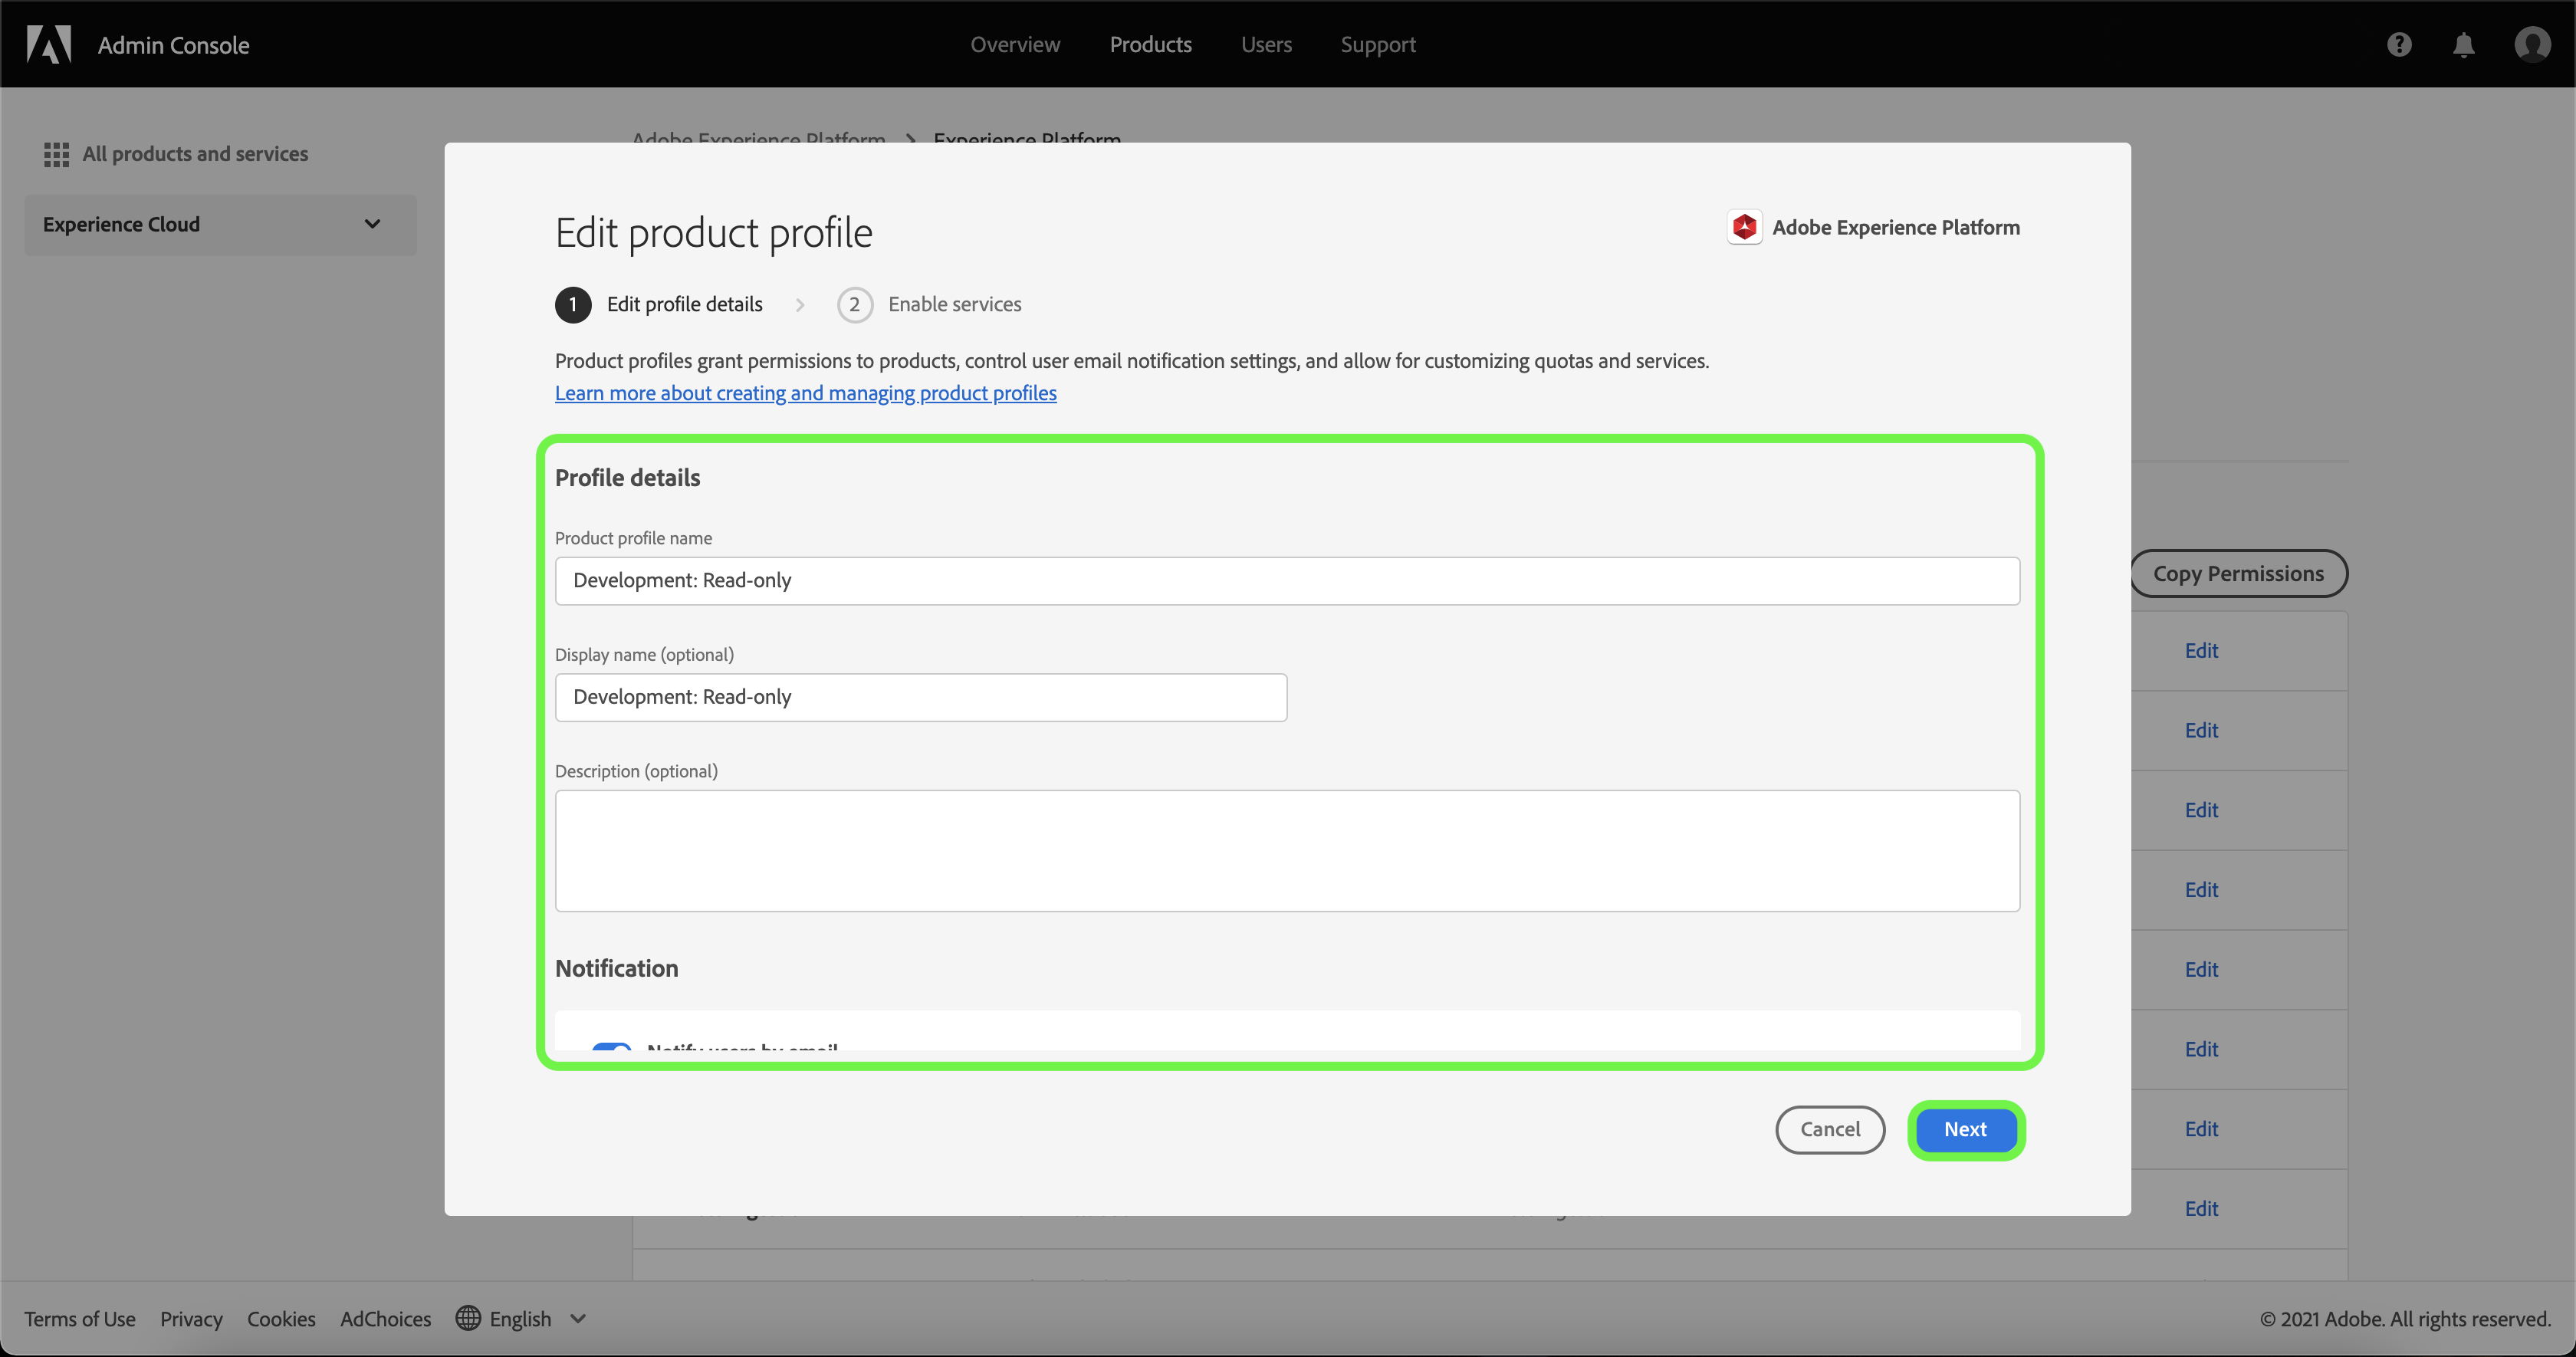 Admin Console
Overview
Products
Users
Support
All products and services
Experience Cloud
Adobe Experience Platform
Experience Platform
Edit product profile
Adobe Experience Platform
1
Edit profile details
2
Enable services
Product profiles grant permissions to products, control user email notification settings, and allow for customizing quotas and services.
Learn more about creating and managing product profiles
Profile details
Product profile name
Development: Read-only
Display name (optional)
Development: Read-only
Description (optional)
Notification
Notify users by email
Cancel
Next
Copy Permissions
Edit
Edit
Edit
Edit
Edit
Edit
Edit
Edit
Terms of Use
Privacy
Cookies
AdChoices
English
© 2021 Adobe. All rights reserved.